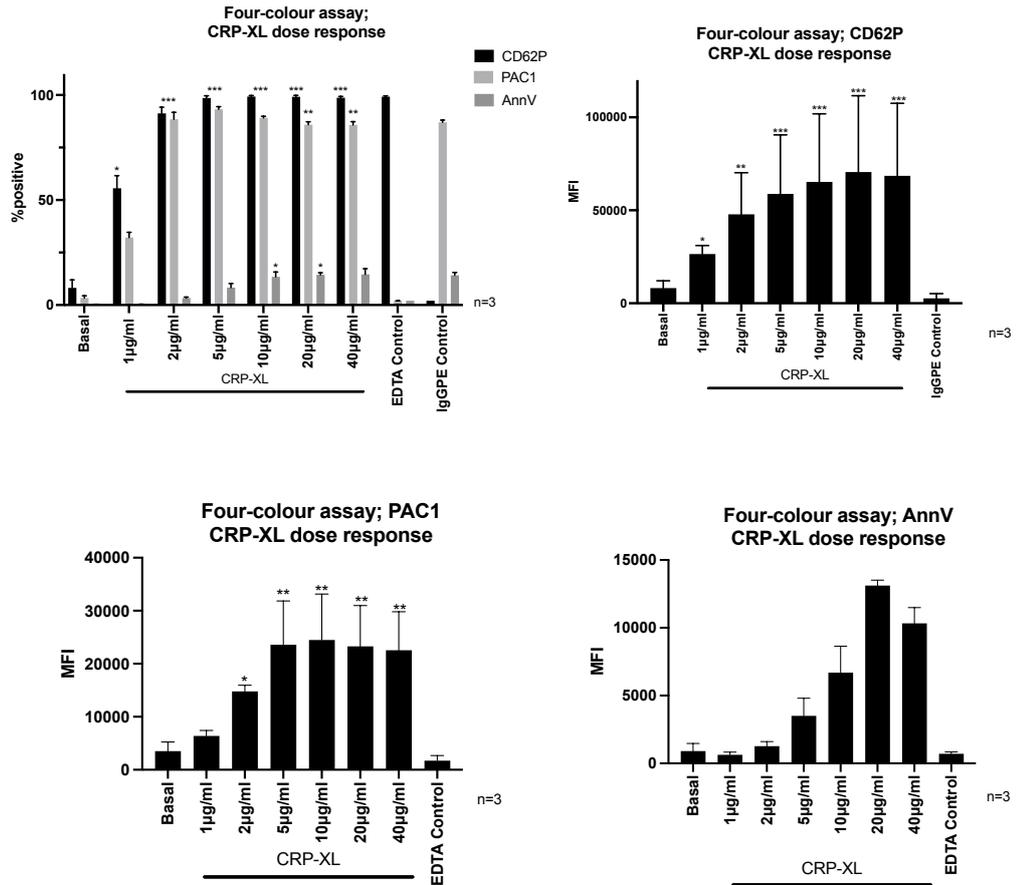 Four-colour assay;
CRP-XL dose response
CD62P
PAC1
AnnV
%positive
100
50
0
*
***
***
***
***
***
**
**
*
*
Basal
1µg/ml
2µg/ml
5µg/ml
10µg/ml
20µg/ml
40µg/ml
EDTA Control
IgGPE Control
CRP-XL
n=3
Four-colour assay; CD62P
CRP-XL dose response
MFI
100000
50000
0
*
**
***
***
***
***
Basal
1µg/ml
2µg/ml
5µg/ml
10µg/ml
20µg/ml
40µg/ml
IgGPE Control
CRP-XL
n=3
Four-colour assay; PAC1
CRP-XL dose response
MFI
40000
30000
20000
10000
0
*
**
**
**
**
Basal
1µg/ml
2µg/ml
5µg/ml
10µg/ml
20µg/ml
40µg/ml
EDTA Control
CRP-XL
n=3
Four-colour assay; AnnV
CRP-XL dose response
MFI
15000
10000
5000
0
Basal
1µg/ml
2µg/ml
5µg/ml
10µg/ml
20µg/ml
40µg/ml
EDTA Control
CRP-XL
n=3